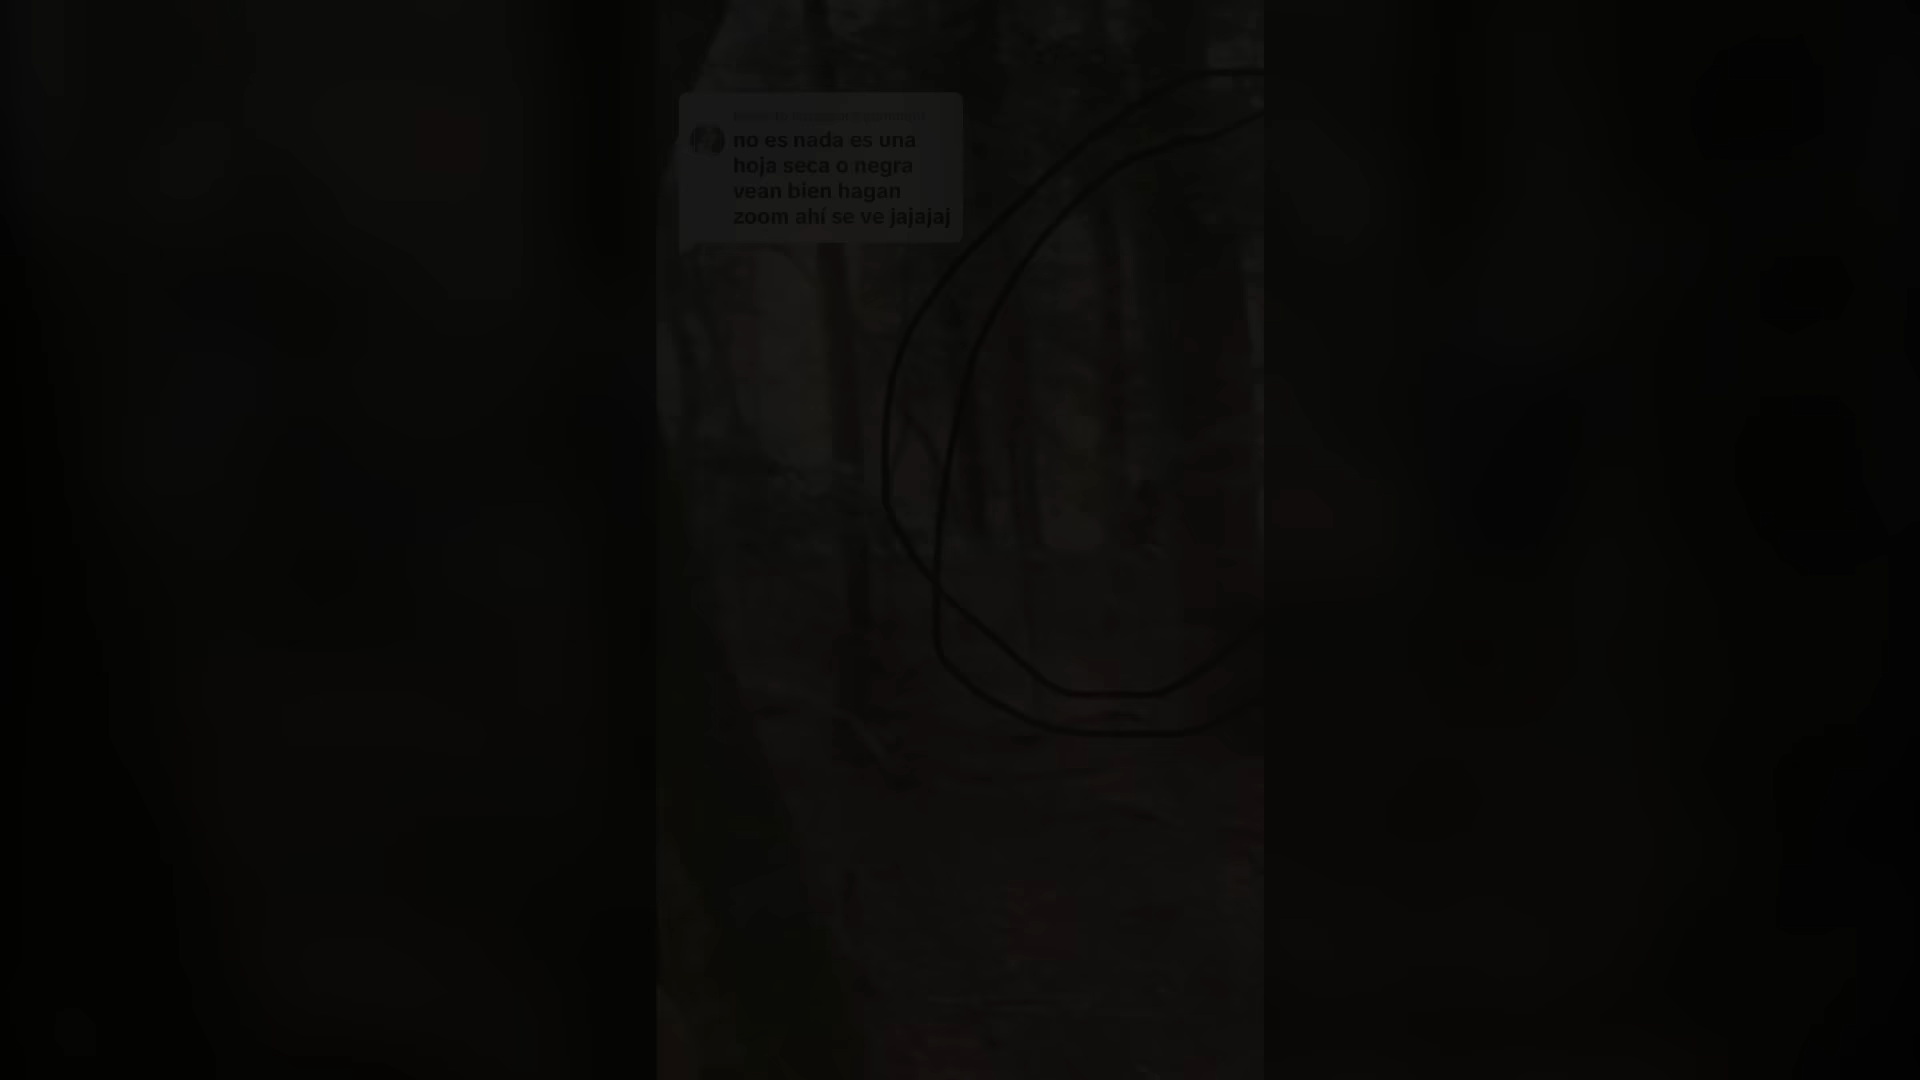 no es nada es una
hoja seca o negra
vean bien hagan
zoom ahí se ve jajajaj